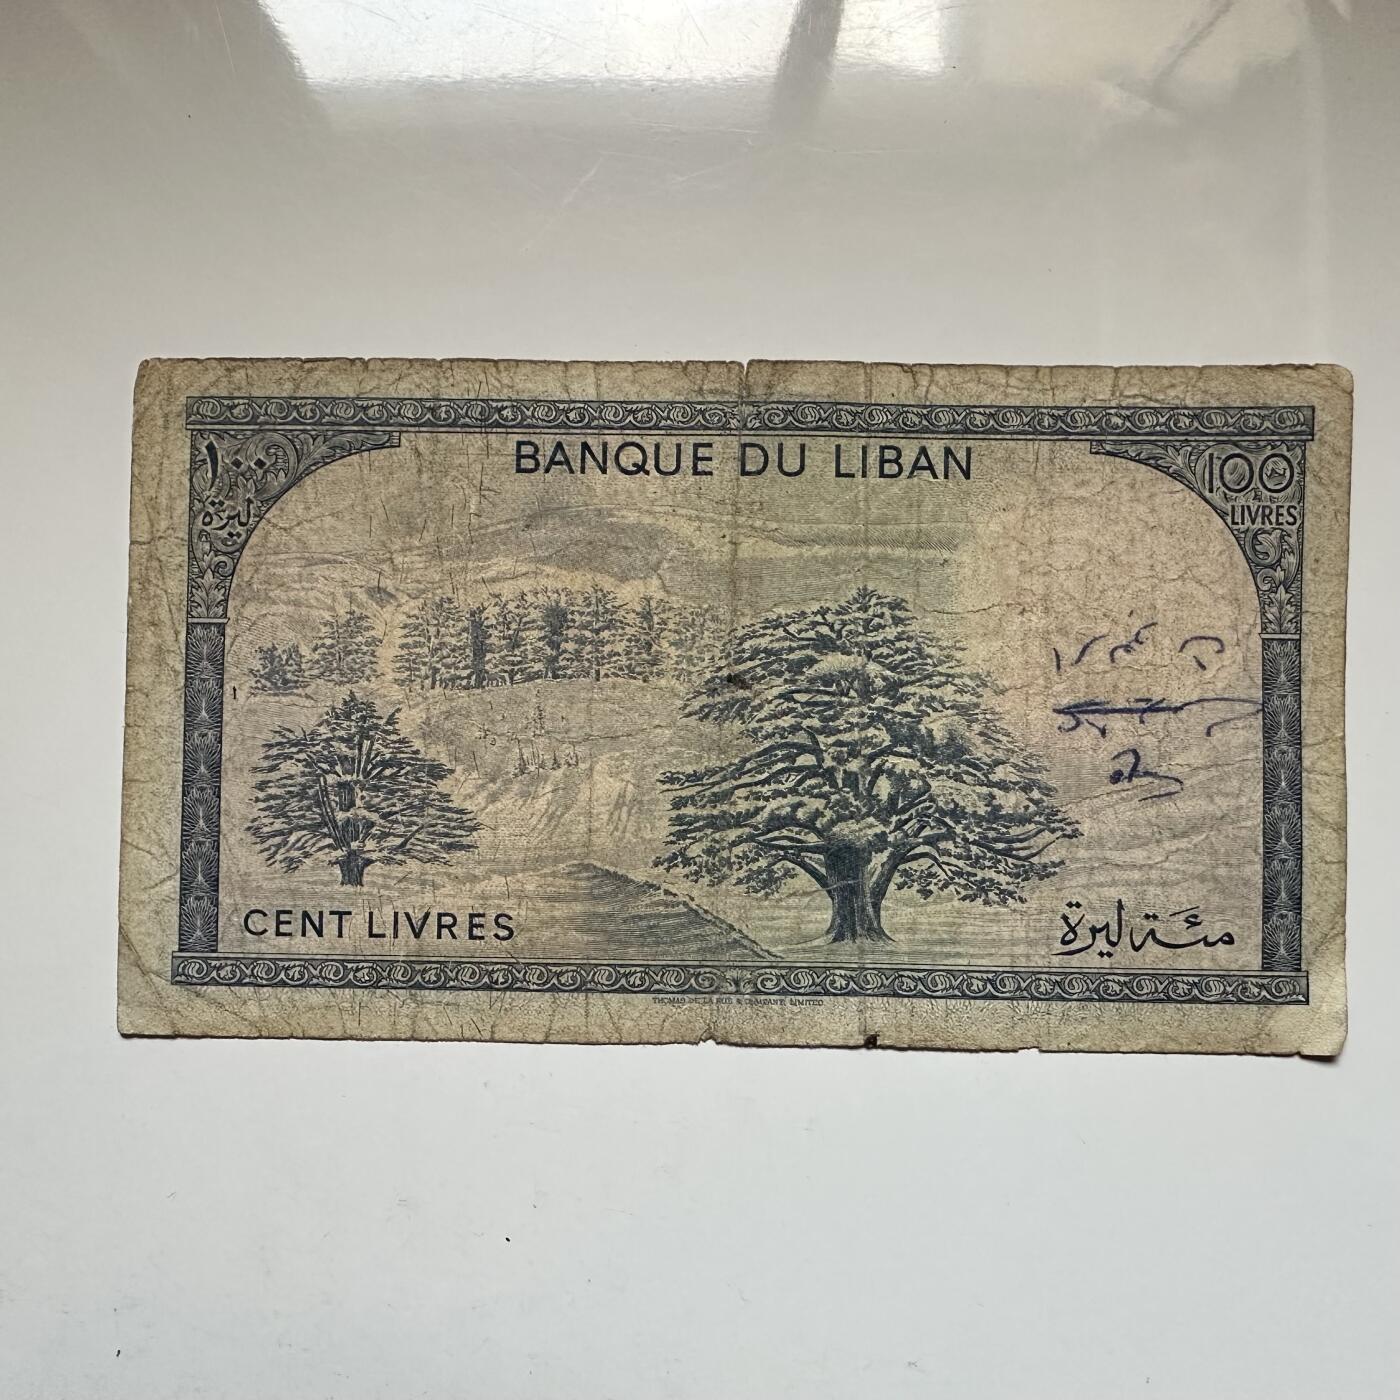 BANQUE DU LIBAN
١٠٠
ليرة
100
LIVRES
CENT LIVRES
مئة ليرة
THOMAS DE LA RUE & COMPANY, LIMITED